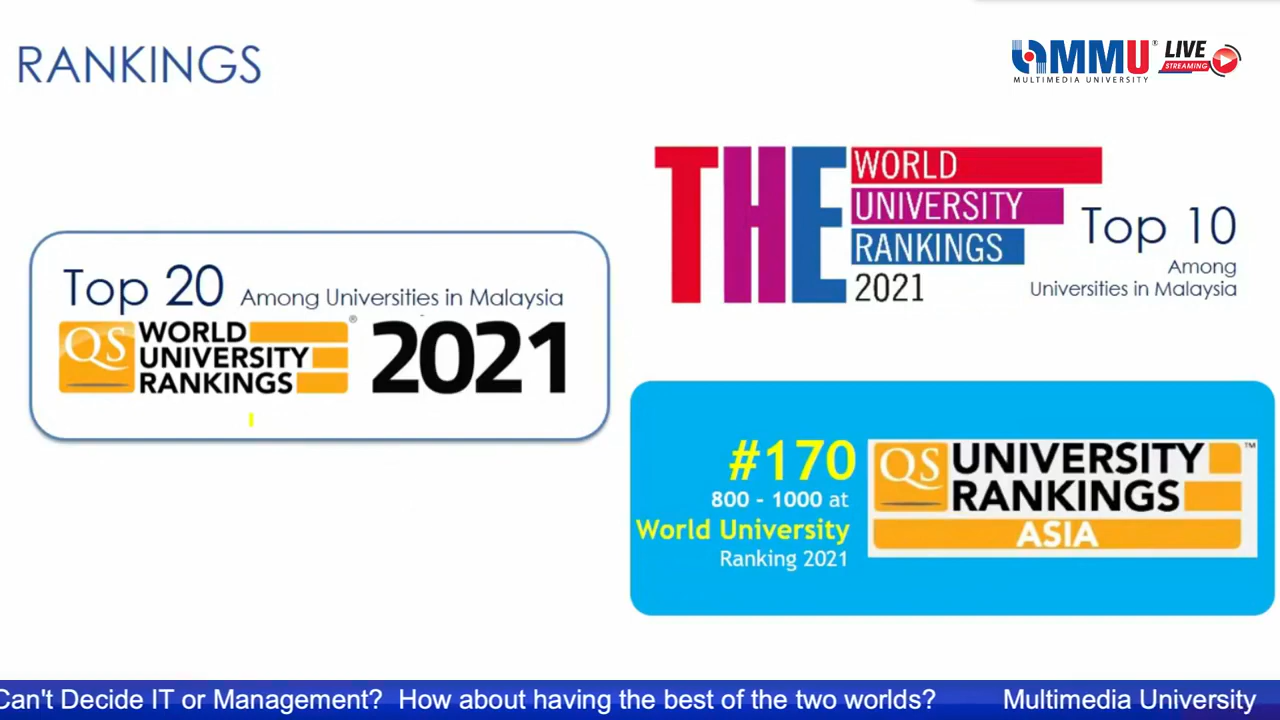 RANKINGS
MMU® LIVE
MULTIMEDIA UNIVERSITY STREAMING
THE WORLD
UNIVERSITY
RANKINGS
2021
Top 10
Among
Universities in Malaysia
Top 20 Among Universities in Malaysia
QS WORLD
UNIVERSITY
RANKINGS ®
2021
#170
800 - 1000 at
World University
Ranking 2021
QS UNIVERSITY
RANKINGS ™
ASIA
Can't Decide IT or Management? How about having the best of the two worlds? Multimedia University